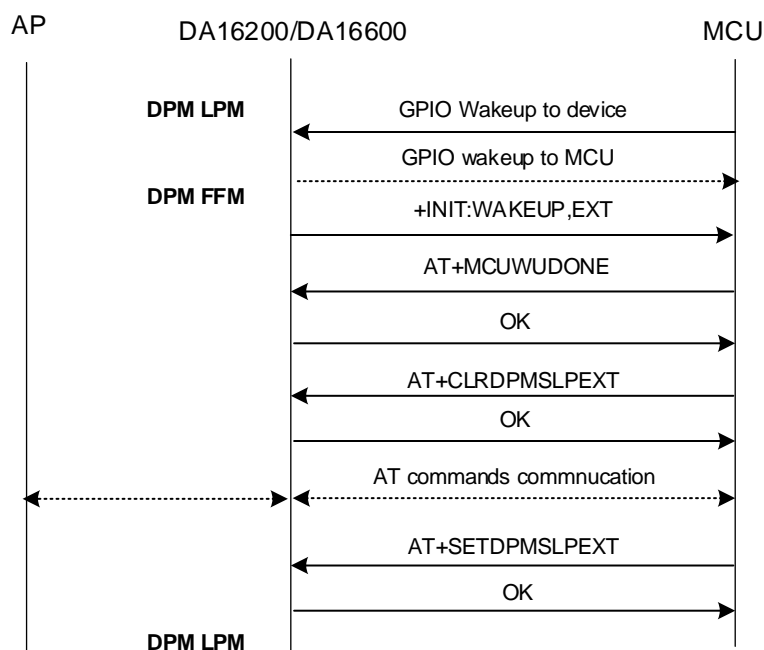 AP
DA16200/DA16600
MCU
DPM LPM
GPIO Wakeup to device
GPIO wakeup to MCU
DPM FFM
+INIT:WAKEUP,EXT
AT+MCUWUDONE
OK
AT+CLRDPMSLPEXT
OK
AT commands commnucation
AT+SETDPMSLPEXT
OK
DPM LPM